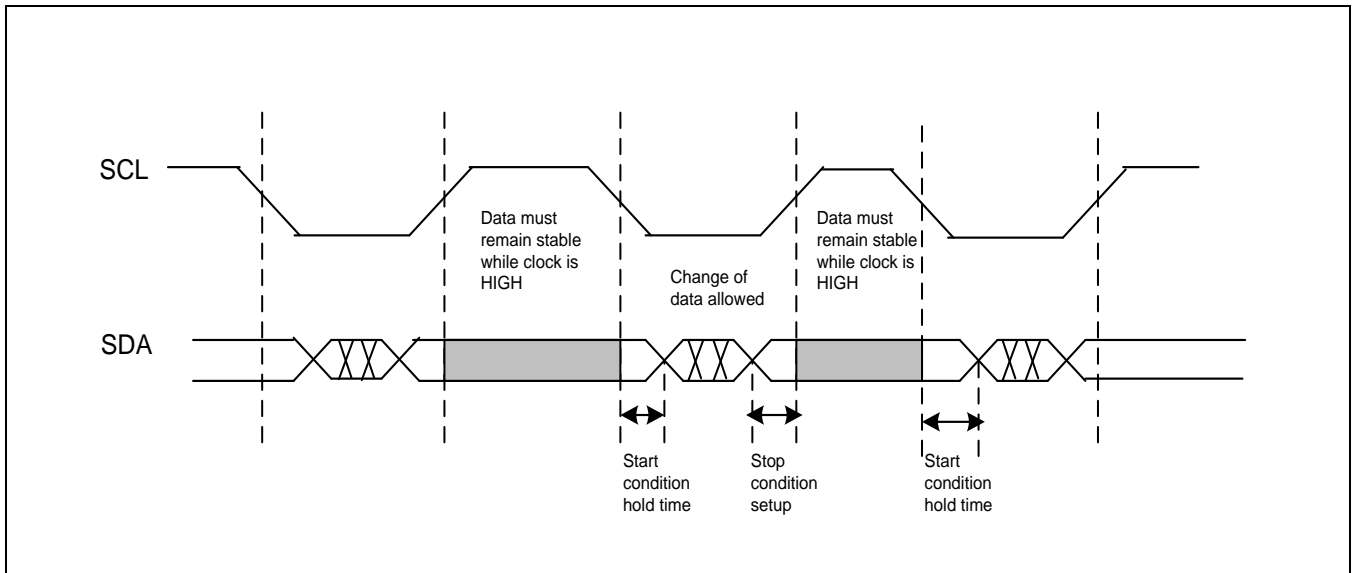 SCL
Data must
remain stable
while clock is
HIGH
Change of
data allowed
Data must
remain stable
while clock is
HIGH
SDA
Start
condition
hold time
Stop
condition
setup
Start
condition
hold time